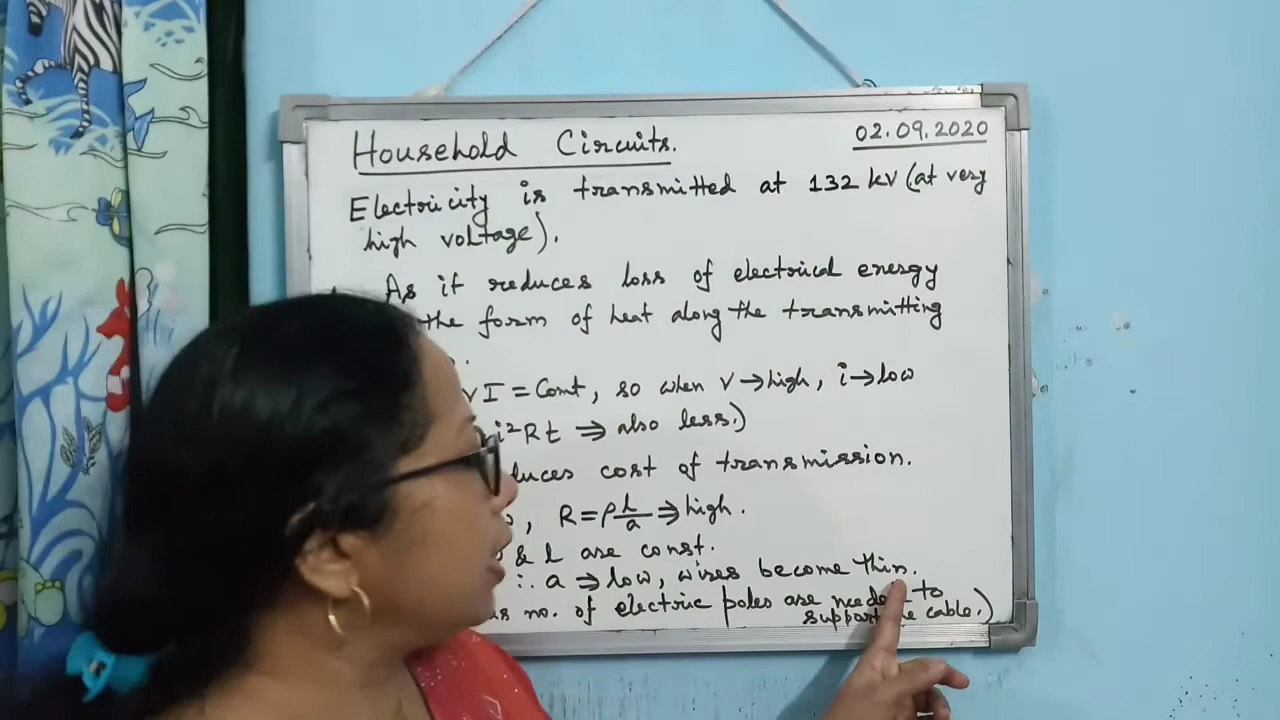 Household Circuits.
02.09.2020
Electricity is transmitted at 132 kV (at very
high voltage).
As it reduces loss of electrical energy
the form of heat along the transmitting
VI = Const, so when V → high, i → low
i²Rt ⇒ also less.)
cost of transmission.
, R = ρ l/a ⇒ high.
& l are const.
∴ a ⇒ low, wires become thin.
no. of electric poles are needed to
support cable.)